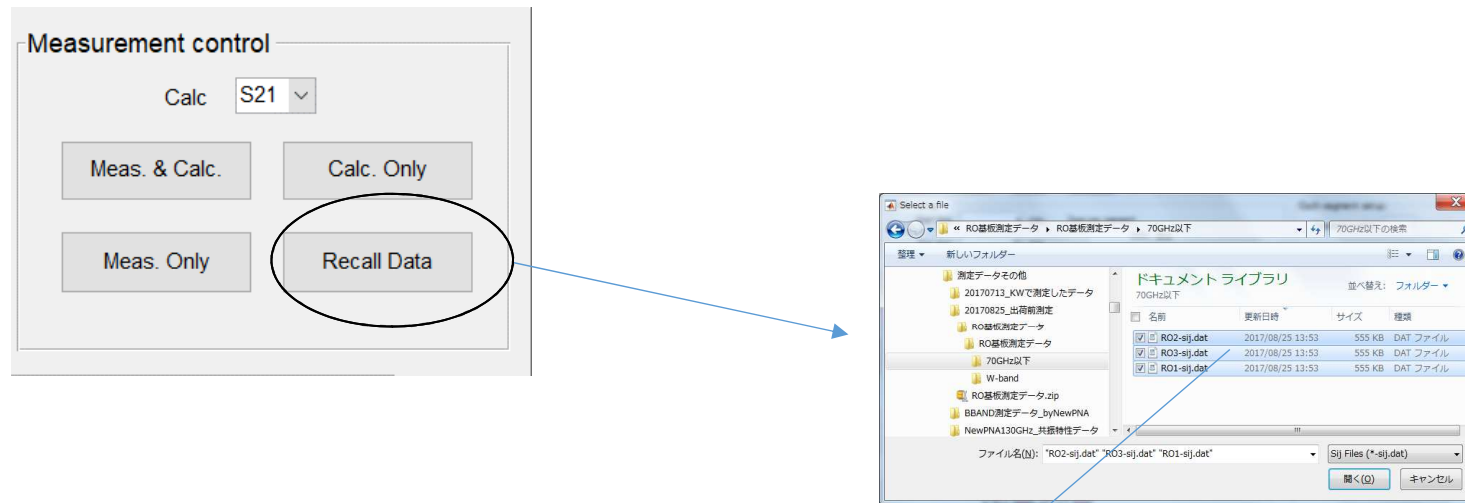 Measurement control
Calc S21
Meas. & Calc. Calc. Only
Meas. Only Recall Data
Select a file
« RO基板測定データ ▸ RO基板測定データ ▸ 70GHz以下 70GHz以下の検索
整理 新しいフォルダー
測定データその他
20170713_KWで測定したデータ
20170825_出荷前測定
RO基板測定データ
RO基板測定データ
70GHz以下
W-band
RO基板測定データ.zip
BBAND測定データ_byNewPNA
NewPNA130GHz_共振特性データ
ドキュメント ライブラリ
70GHz以下
並べ替え: フォルダー
名前 更新日時 サイズ 種類
RO2-sij.dat 2017/08/25 13:53 555 KB DAT ファイル
RO3-sij.dat 2017/08/25 13:53 555 KB DAT ファイル
RO1-sij.dat 2017/08/25 13:53 555 KB DAT ファイル
ファイル名(N): "RO2-sij.dat" "RO3-sij.dat" "RO1-sij.dat" Sij Files (*-sij.dat)
開く(O) キャンセル